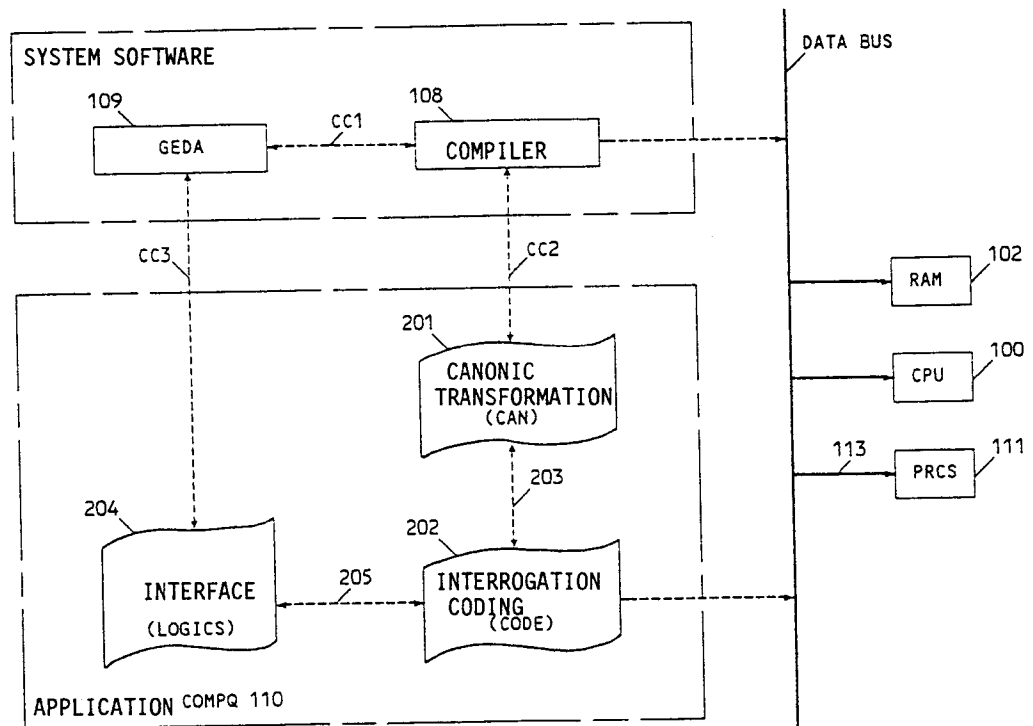 SYSTEM SOFTWARE
DATA BUS
109
GEDA
CC1
108
COMPILER
CC3
CC2
RAM
102
201
CANONIC
TRANSFORMATION
(CAN)
CPU
100
203
113
PRCS
111
204
INTERFACE
(LOGICS)
205
202
INTERROGATION
CODING
(CODE)
APPLICATION COMPQ 110